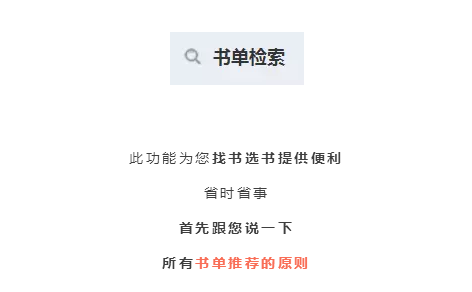 书单检索
此功能为您找书选书提供便利
省时省事
首先跟您说一下
所有书单推荐的原则